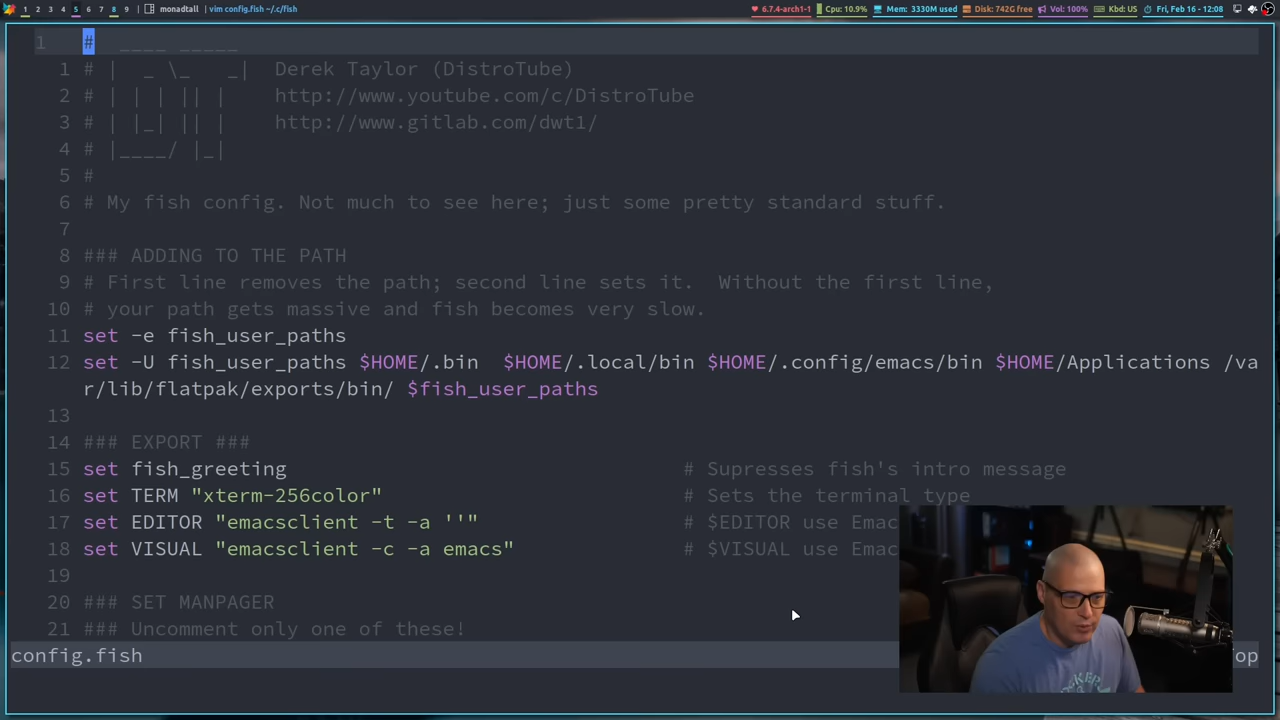 1 2 3 4 5 6 7 8 9 monadtall vim config.fish ~/.c/fish 6.7.4-arch1-1 Cpu: 10.9% Mem: 3330M used Disk: 742G free Vol: 100% Kbd: US Fri, Feb 16 - 12:08
1 #  ____ _____
1 # |  _ \_   _|  Derek Taylor (DistroTube)
2 # | | | || |    http://www.youtube.com/c/DistroTube
3 # | |_| || |    http://www.gitlab.com/dwt1/
4 # |____/ |_|
5 #
6 # My fish config. Not much to see here; just some pretty standard stuff.
7
8 ### ADDING TO THE PATH
9 # First line removes the path; second line sets it.  Without the first line,
10 # your path gets massive and fish becomes very slow.
11 set -e fish_user_paths
12 set -U fish_user_paths $HOME/.bin  $HOME/.local/bin $HOME/.config/emacs/bin $HOME/Applications /va
r/lib/flatpak/exports/bin/ $fish_user_paths
13
14 ### EXPORT ###
15 set fish_greeting                                 # Supresses fish's intro message
16 set TERM "xterm-256color"                         # Sets the terminal type
17 set EDITOR "emacsclient -t -a ''"                 # $EDITOR use Emac
18 set VISUAL "emacsclient -c -a emacs"              # $VISUAL use Emac
19
20 ### SET MANPAGER
21 ### Uncomment only one of these!
config.fish op